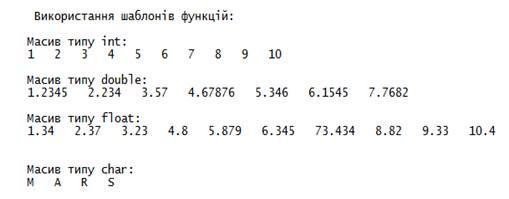 Використання шаблонів функцій:
Масив типу int:
1 2 3 4 5 6 7 8 9 10
Масив типу double:
1.2345 2.234 3.57 4.67876 5.346 6.1545 7.7682
Масив типу float:
1.34 2.37 3.23 4.8 5.879 6.345 73.434 8.82 9.33 10.4
Масив типу char:
M A R S